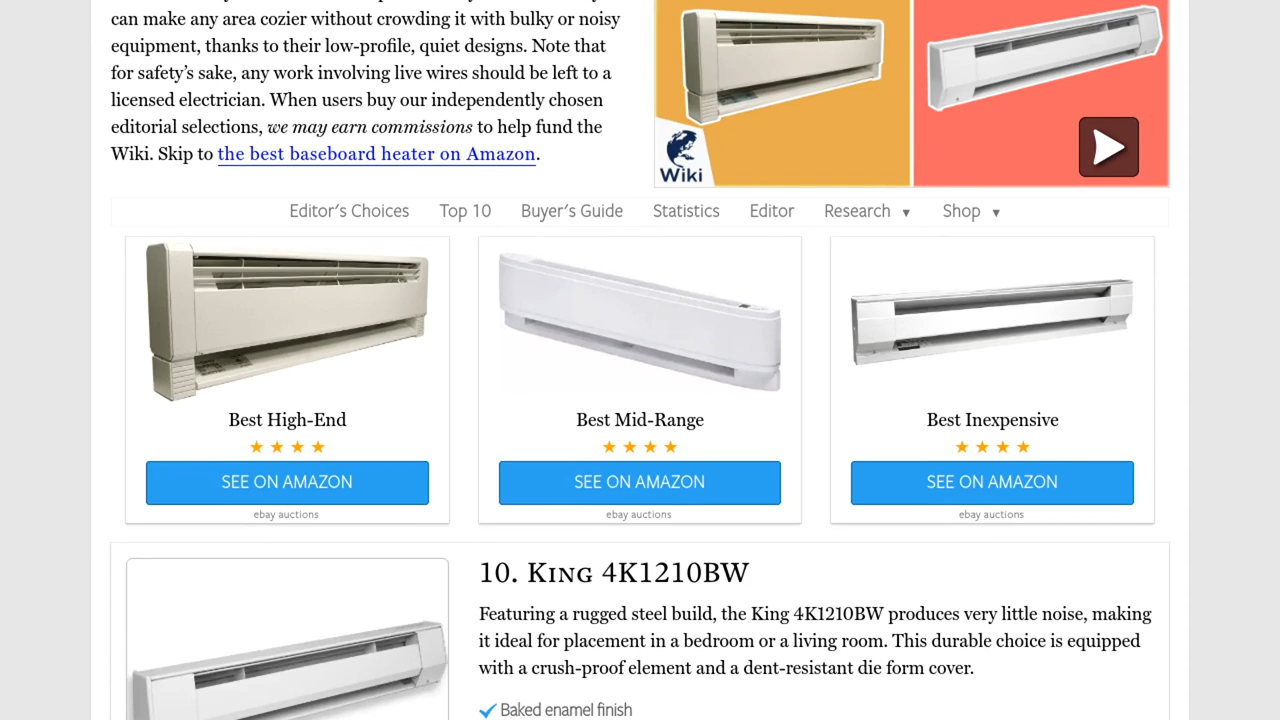 can make any area cozier without crowding it with bulky or noisy
equipment, thanks to their low-profile, quiet designs. Note that
for safety’s sake, any work involving live wires should be left to a
licensed electrician. When users buy our independently chosen
editorial selections, we may earn commissions to help fund the
Wiki. Skip to the best baseboard heater on Amazon.
Wiki
Editor’s Choices Top 10 Buyer’s Guide Statistics Editor Research ▼ Shop ▼
Best High-End
★ ★ ★ ★
SEE ON AMAZON
ebay auctions
Best Mid-Range
★ ★ ★ ★
SEE ON AMAZON
ebay auctions
Best Inexpensive
★ ★ ★ ★
SEE ON AMAZON
ebay auctions
10. King 4K1210BW
Featuring a rugged steel build, the King 4K1210BW produces very little noise, making
it ideal for placement in a bedroom or a living room. This durable choice is equipped
with a crush-proof element and a dent-resistant die form cover.
Baked enamel finish